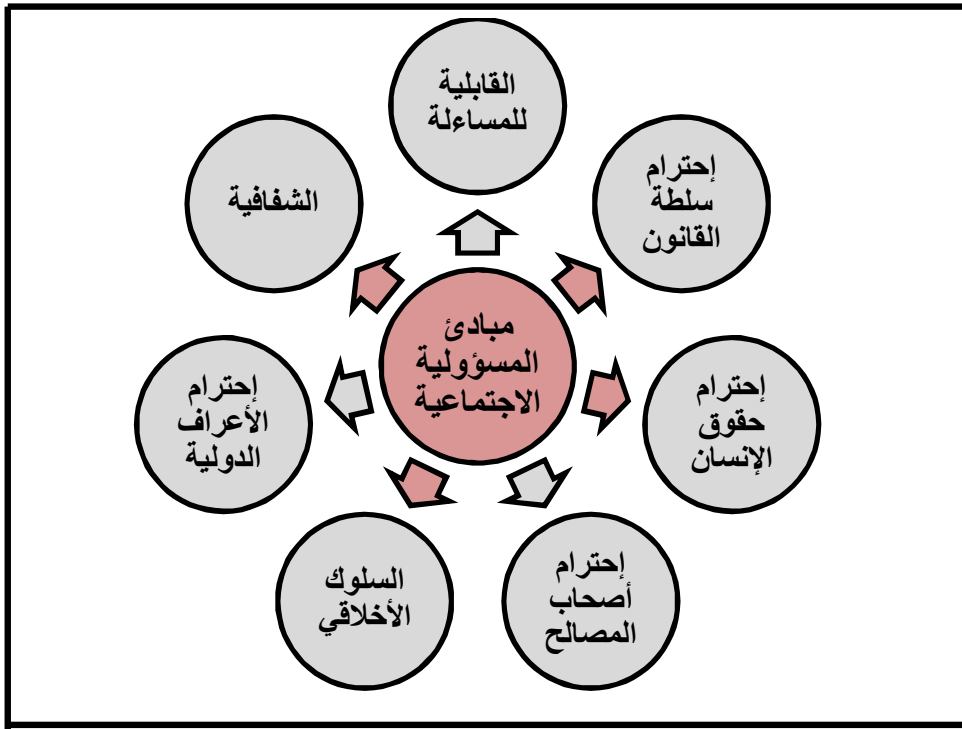 القابلية
للمساءلة
إحترام
سلطة
القانون
الشفافية
مبادئ
المسؤولية
الاجتماعية
إحترام
حقوق
الإنسان
إحترام
الأعراف
الدولية
إحترام
أصحاب
المصالح
السلوك
الأخلاقي